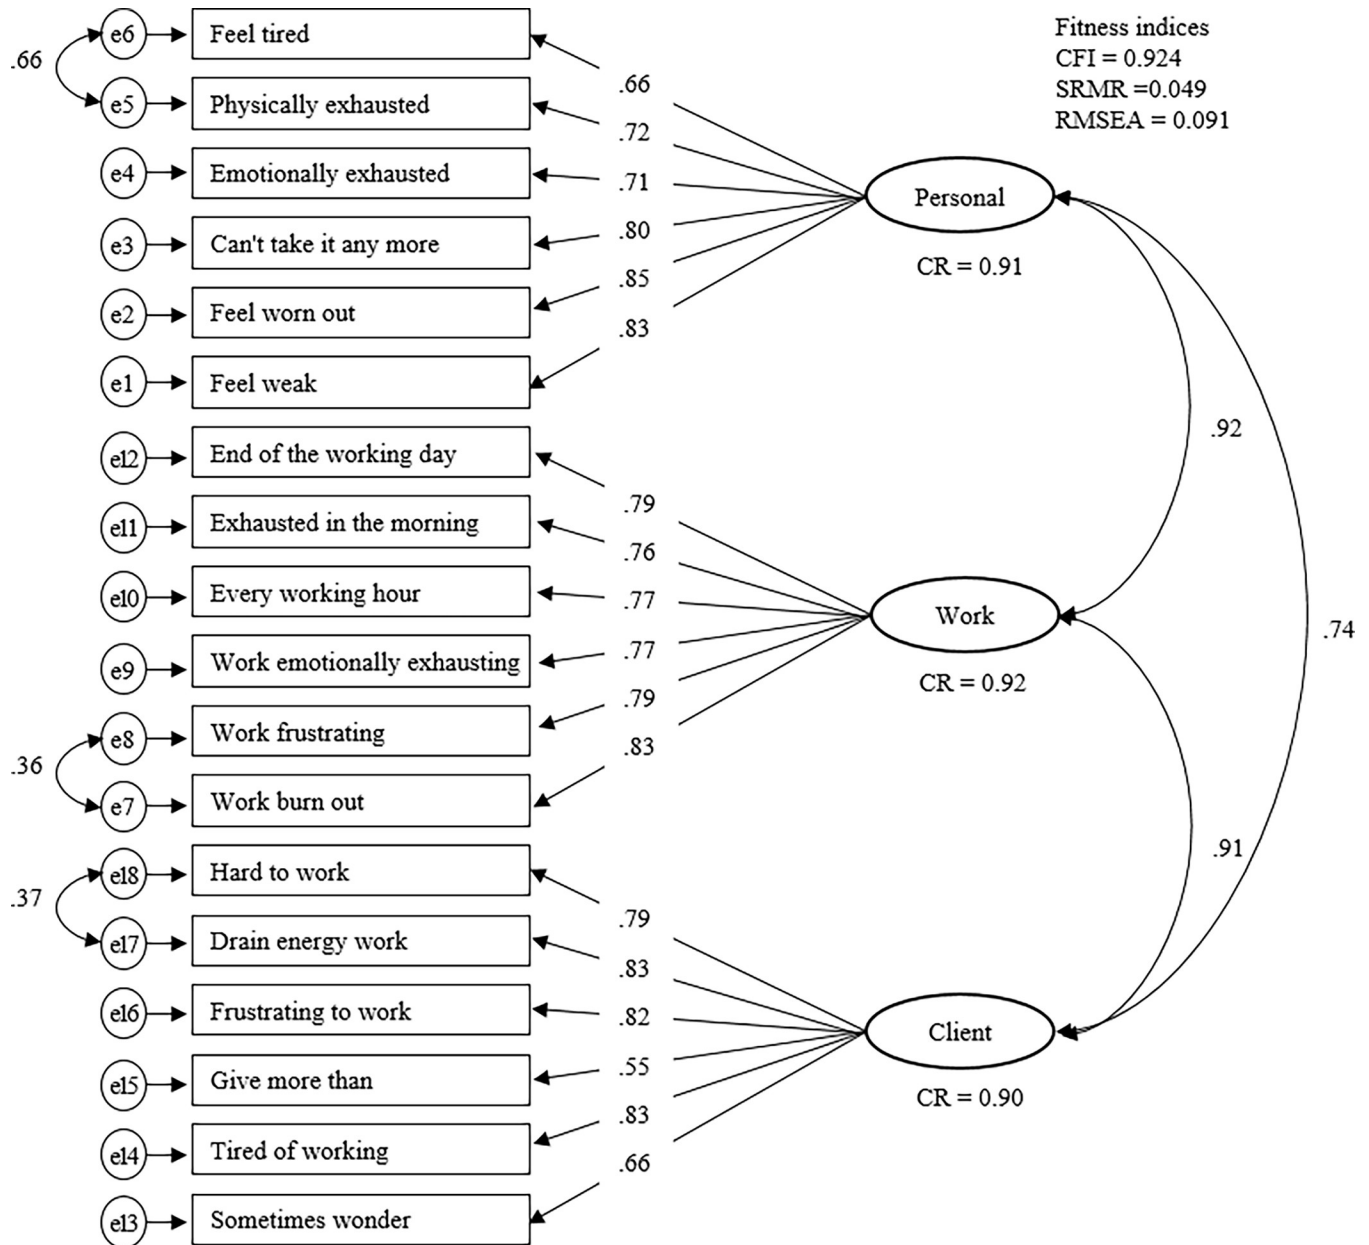 Fitness indices
CFI = 0.924
SRMR =0.049
RMSEA = 0.091
e6 Feel tired
.66
e5 Physically exhausted
e4 Emotionally exhausted
e3 Can't take it any more
e2 Feel worn out
e1 Feel weak
.66
.72
.71
.80
.85
.83
Personal
CR = 0.91
e12 End of the working day
e11 Exhausted in the morning
e10 Every working hour
e9 Work emotionally exhausting
e8 Work frustrating
.36
e7 Work burn out
.79
.76
.77
.77
.79
.83
Work
CR = 0.92
e18 Hard to work
.37
e17 Drain energy work
e16 Frustrating to work
e15 Give more than
e14 Tired of working
e13 Sometimes wonder
.79
.83
.82
.55
.83
.66
Client
CR = 0.90
.92
.74
.91